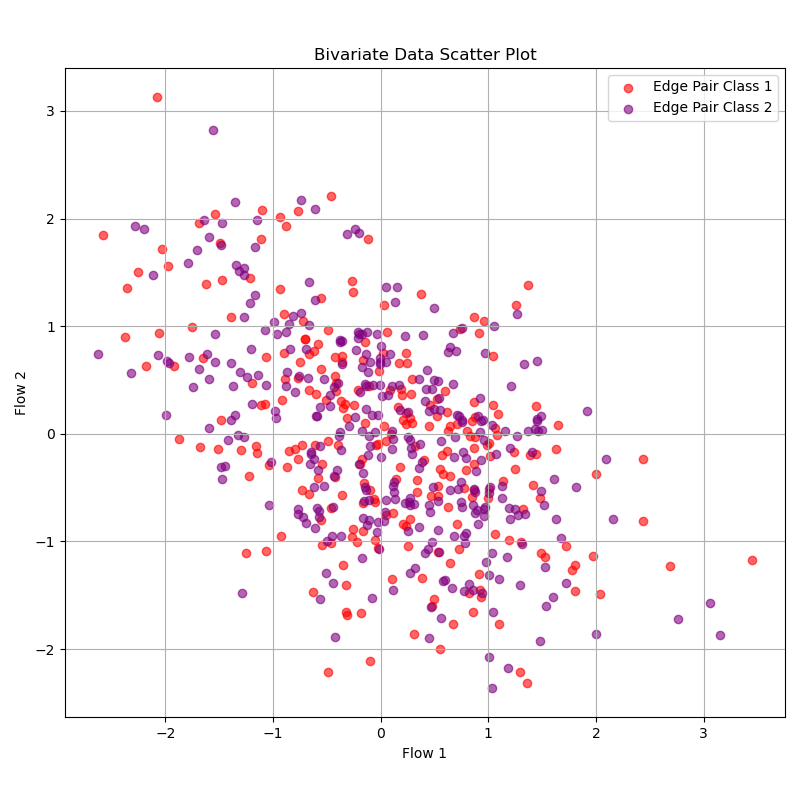 Bivariate Data Scatter Plot
Edge Pair Class 1
Edge Pair Class 2
3
2
1
0
−1
−2
Flow 2
−2
−1
0
1
2
3
Flow 1